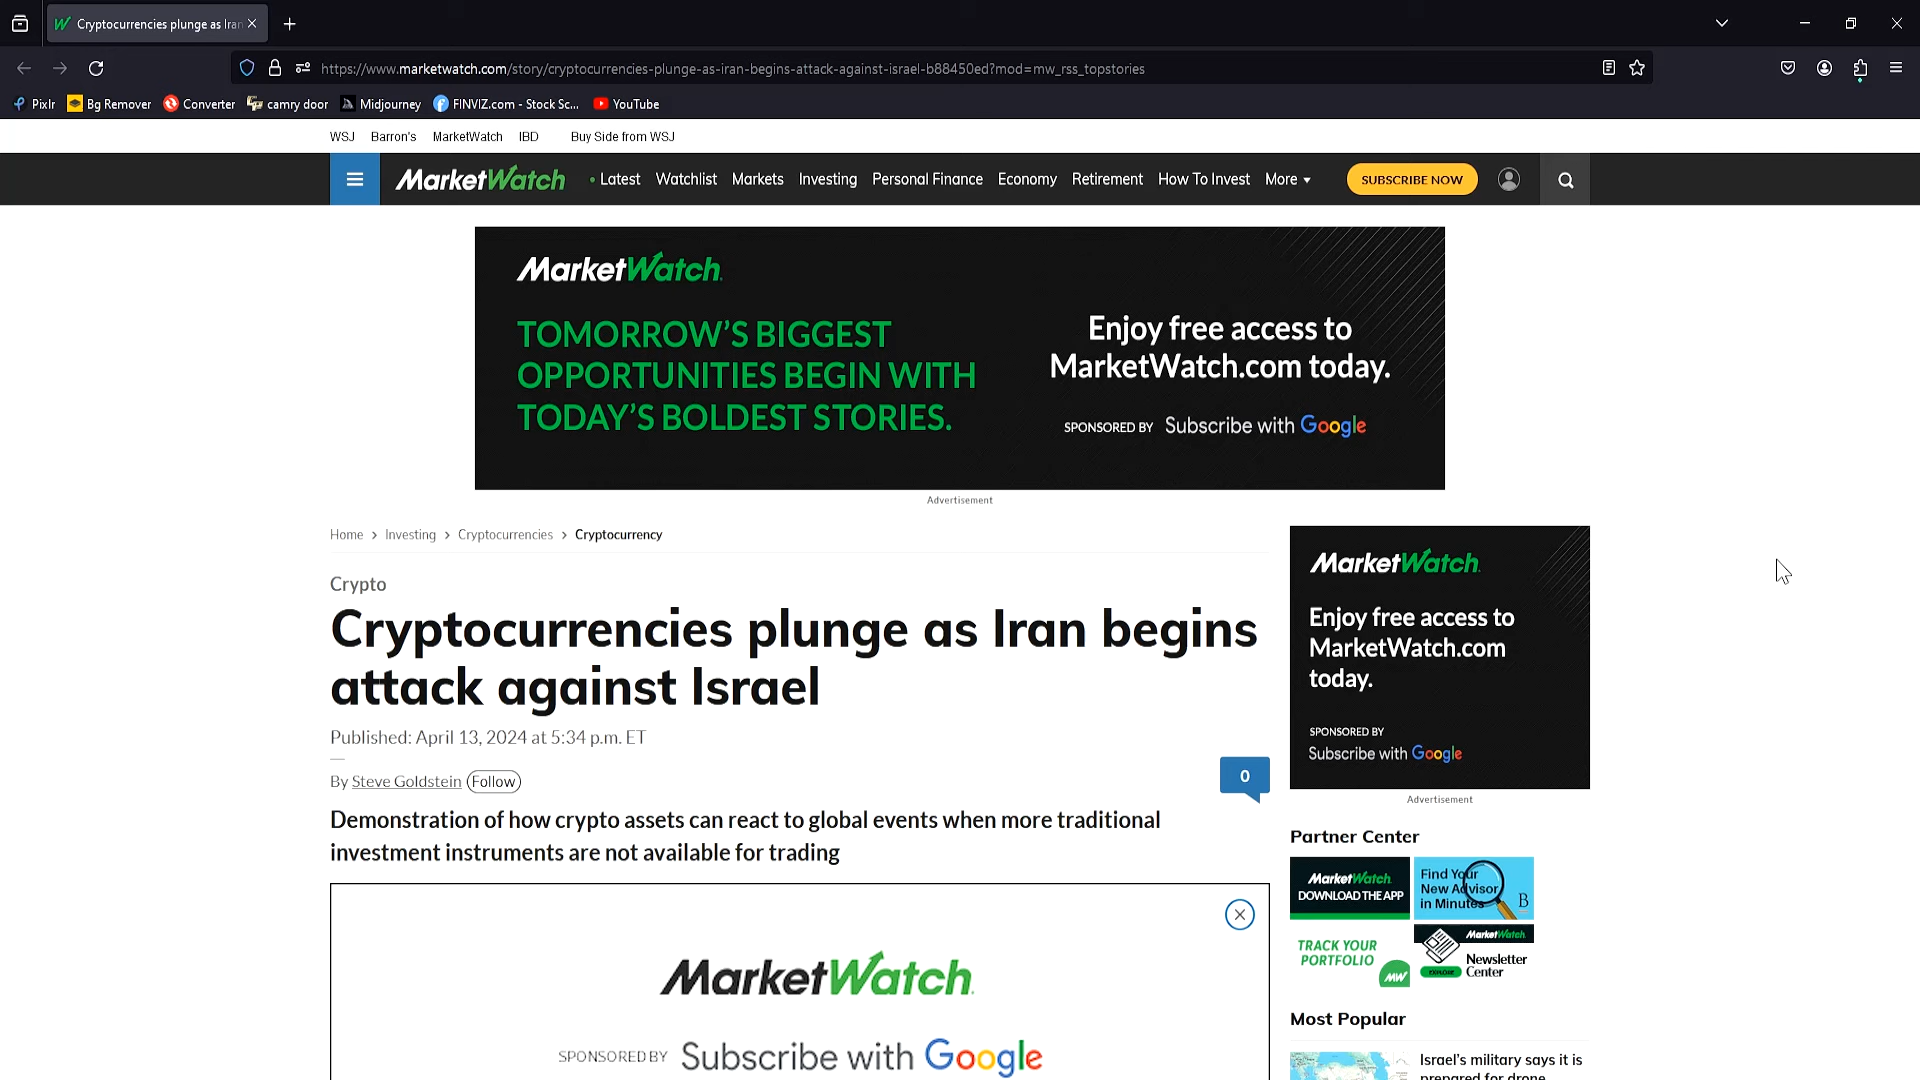 Cryptocurrencies plunge as Iran
https://www.marketwatch.com/story/cryptocurrencies-plunge-as-iran-begins-attack-against-israel-b88450ed?mod=mw_rss_topstories
Pixlr Bg Remover Converter camry door Midjourney FINVIZ.com - Stock Sc... YouTube
WSJ Barron's MarketWatch IBD Buy Side from WSJ
MarketWatch • Latest Watchlist Markets Investing Personal Finance Economy Retirement How To Invest More SUBSCRIBE NOW
MarketWatch
TOMORROW'S BIGGEST
OPPORTUNITIES BEGIN WITH
TODAY'S BOLDEST STORIES.
Enjoy free access to
MarketWatch.com today.
SPONSORED BY Subscribe with Google
Advertisement
Home > Investing > Cryptocurrencies > Cryptocurrency
Crypto
Cryptocurrencies plunge as Iran begins
attack against Israel
Published: April 13, 2024 at 5:34 p.m. ET
By Steve Goldstein Follow
0
Demonstration of how crypto assets can react to global events when more traditional
investment instruments are not available for trading
MarketWatch
SPONSORED BY Subscribe with Google
MarketWatch
Enjoy free access to
MarketWatch.com
today.
SPONSORED BY
Subscribe with Google
Advertisement
Partner Center
MarketWatch
DOWNLOAD THE APP
Find Your
New Advisor
in Minutes
B
TRACK YOUR
PORTFOLIO
MW
MarketWatch
Newsletter
Center
EXPLORE
Most Popular
Israel's military says it is
prepared for drone